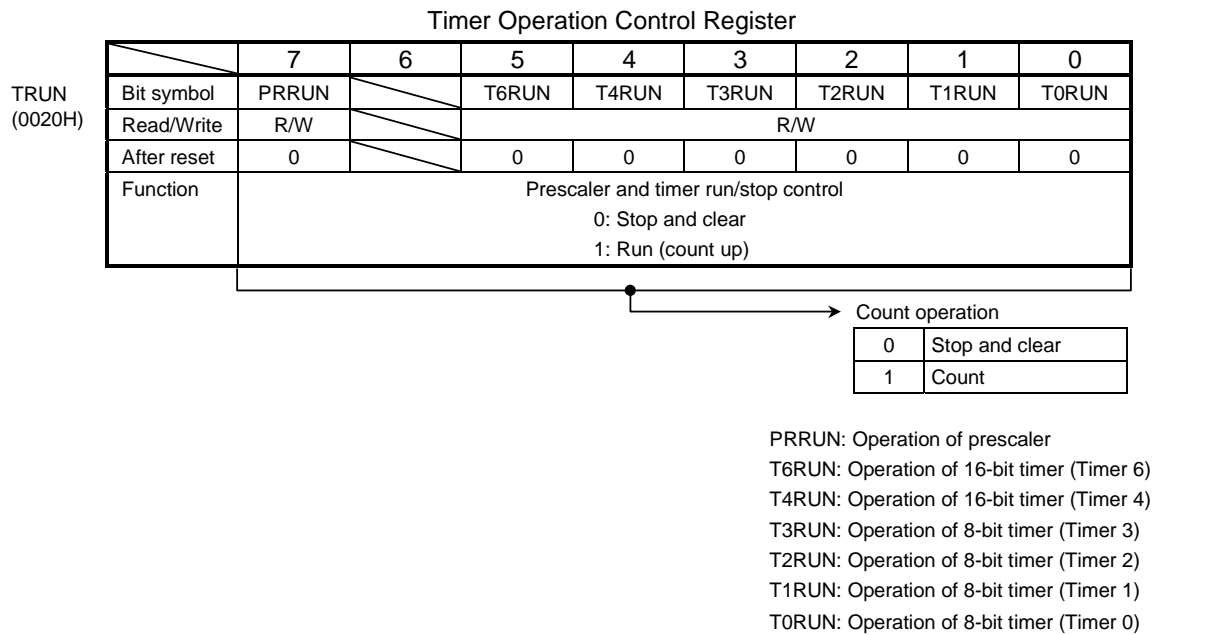 Timer Operation Control Register
7 6 5 4 3 2 1 0
TRUN (0020H)
Bit symbol PRRUN T6RUN T4RUN T3RUN T2RUN T1RUN T0RUN
Read/Write R/W R/W
After reset 0 0 0 0 0 0 0
Function Prescaler and timer run/stop control
0: Stop and clear
1: Run (count up)
Count operation
0 Stop and clear
1 Count
PRRUN: Operation of prescaler
T6RUN: Operation of 16-bit timer (Timer 6)
T4RUN: Operation of 16-bit timer (Timer 4)
T3RUN: Operation of 8-bit timer (Timer 3)
T2RUN: Operation of 8-bit timer (Timer 2)
T1RUN: Operation of 8-bit timer (Timer 1)
T0RUN: Operation of 8-bit timer (Timer 0)